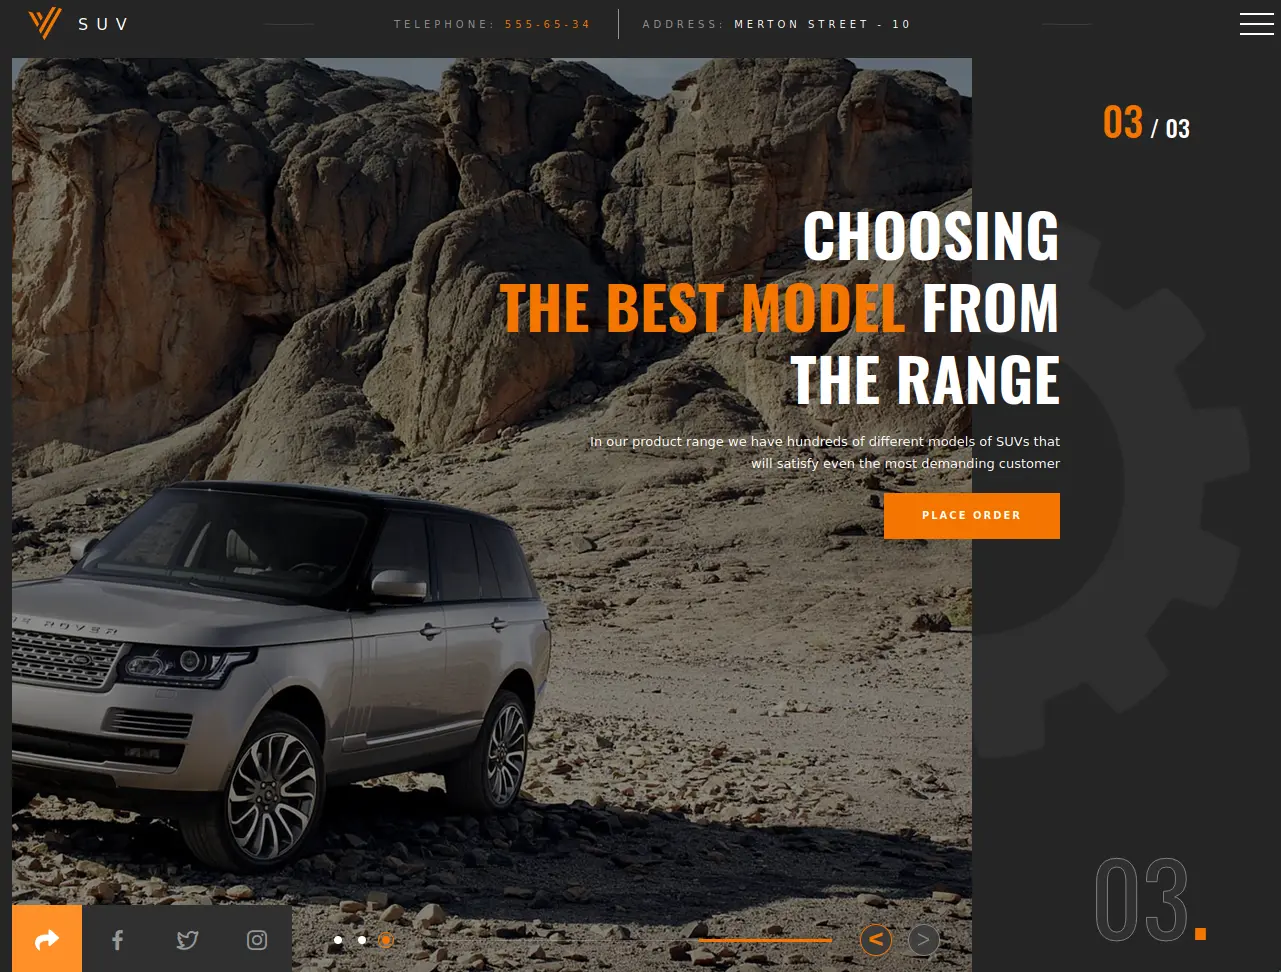 SUV
TELEPHONE: 555-65-34
ADDRESS: MERTON STREET - 10
03 / 03
CHOOSING
THE BEST MODEL FROM
THE RANGE
In our product range we have hundreds of different models of SUVs that
will satisfy even the most demanding customer
PLACE ORDER
ROVER
< >
03.